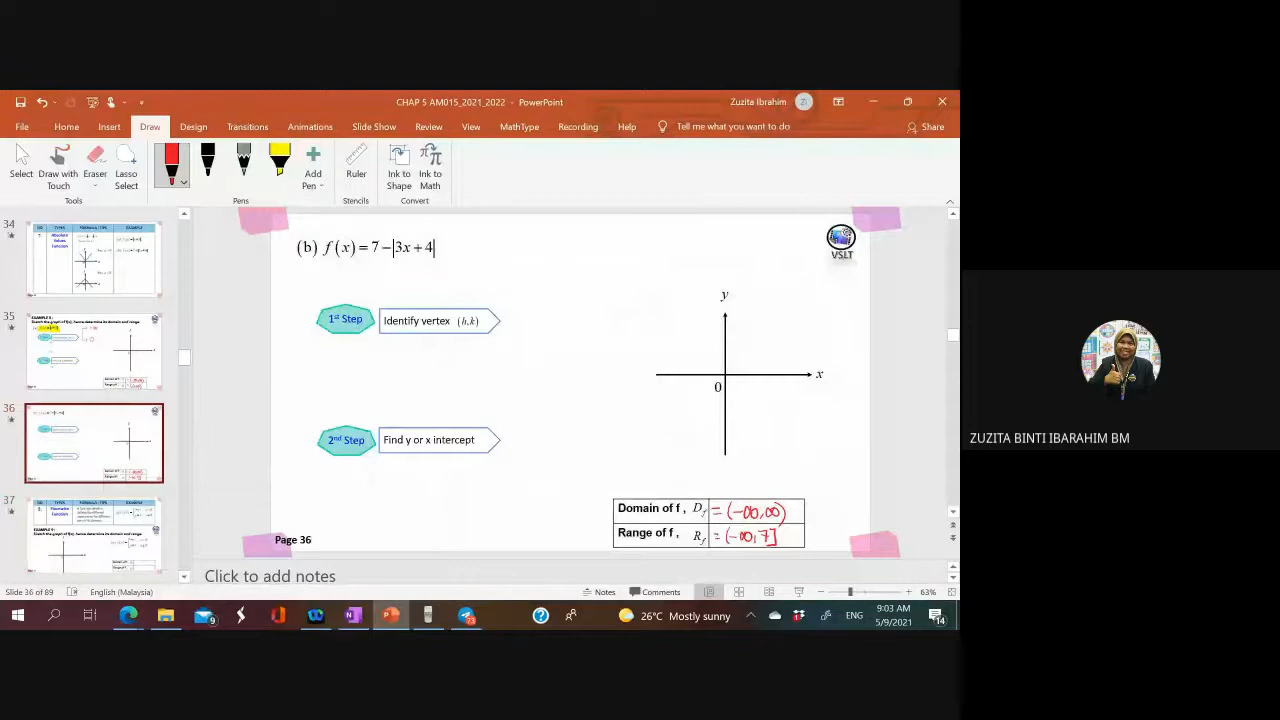 CHAP 5 AM015_2021_2022 - PowerPoint
Zuzita Ibrahim
ZI
File Home Insert Draw Design Transitions Animations Slide Show Review View MathType Recording Help Tell me what you want to do Share
Select Draw with Touch Eraser Lasso Select Add Pen Ruler Ink to Shape Ink to Math
Tools Pens Stencils Convert
34
35
36
37
(b) f(x) = 7 − |3x + 4|
VSLT
1st Step Identify vertex (h,k)
2nd Step Find y or x intercept
y
x
0
Domain of f, Df = (-∞,∞)
Range of f, Rf = (-∞,7]
Page 36
Click to add notes
Slide 36 of 89 English (Malaysia) Notes Comments 63%
26°C Mostly sunny ENG 9:03 AM
5/9/2021
ZUZITA BINTI IBARAHIM BM